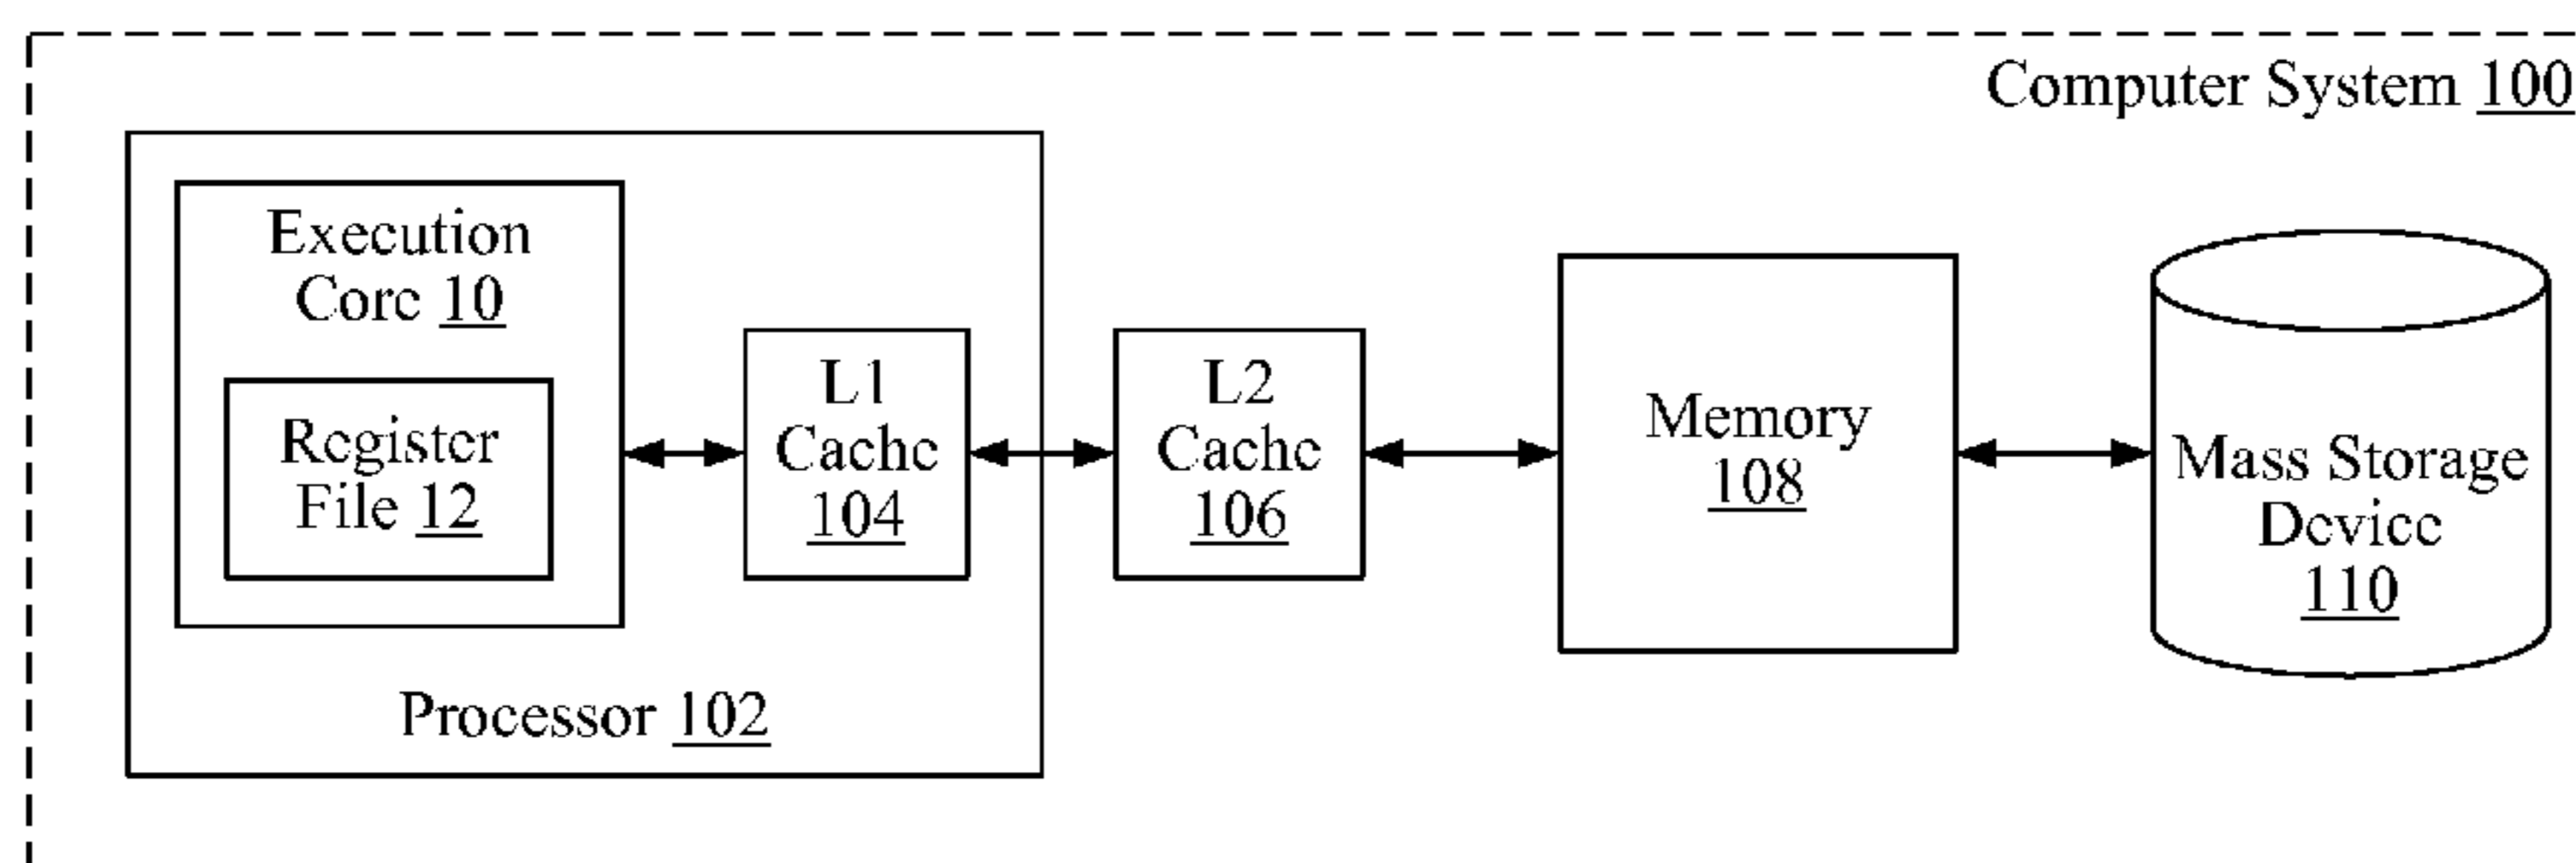 Computer System 100
Execution
Core 10
Register
File 12
L1
Cache
104
L2
Cache
106
Memory
108
Mass Storage
Device
110
Processor 102